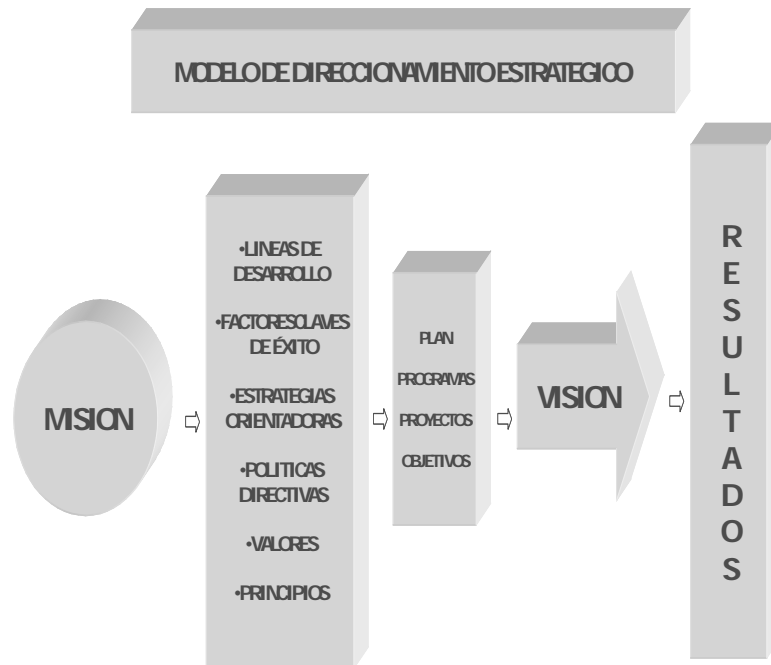 MODELO DE DIRECCIONAMIENTO ESTRATEGICO
MISION
•LINEAS DE
DESARROLLO
•FACTORES CLAVES
DE ÉXITO
•ESTRATEGIAS
ORIENTADORAS
•POLITICAS
DIRECTIVAS
•VALORES
•PRINCIPIOS
PLAN
PROGRAMAS
PROYECTOS
OBJETIVOS
VISION
R
E
S
U
L
T
A
D
O
S